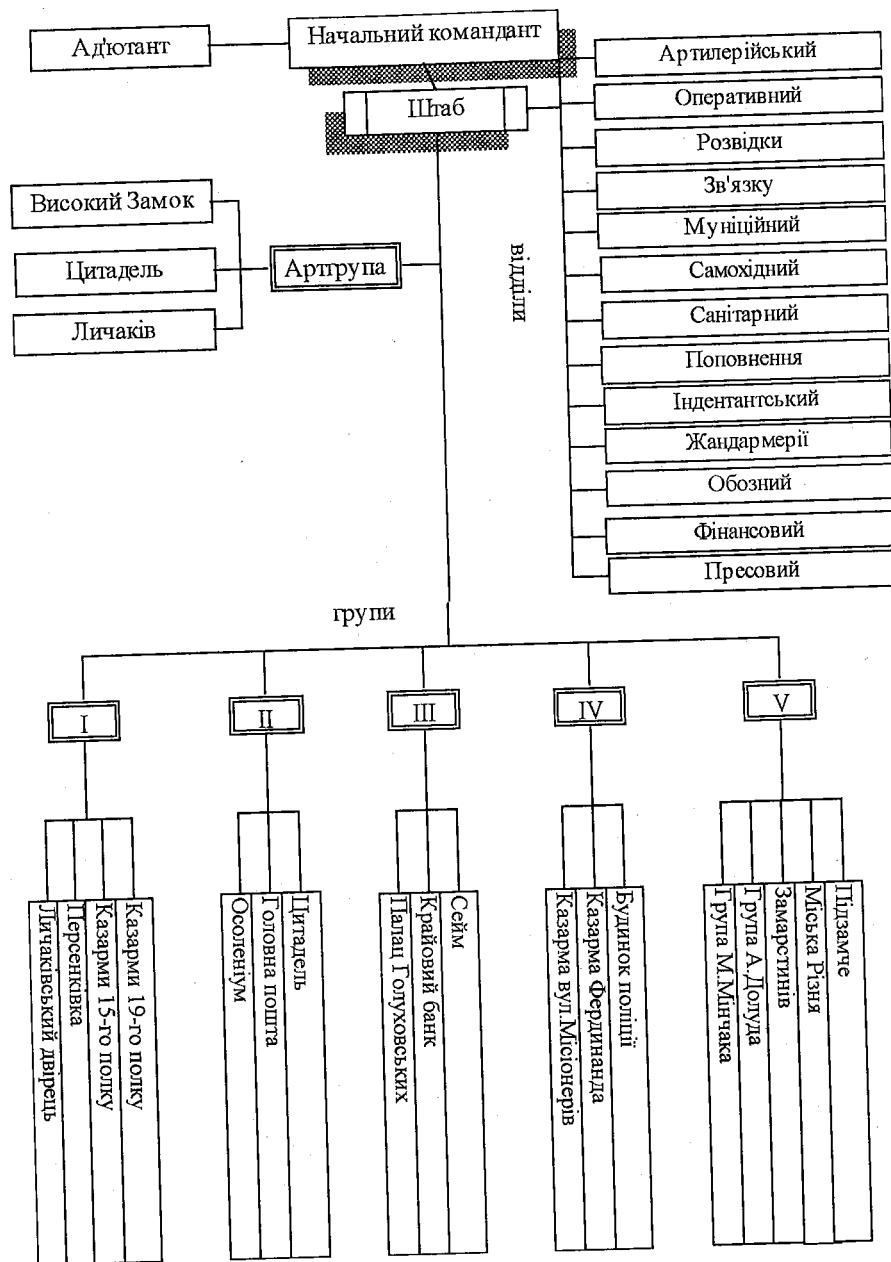 Ад'ютант
Начальний командант
Штаб
Артилерійський
Оперативний
Розвідки
Зв'язку
Муніційний
Самохідний
Санітарний
Поповнення
Індентантський
Жандармерії
Обозний
Фінансовий
Пресовий
відділи
Високий Замок
Цитадель
Личаків
Артгрупа
групи
I
II
III
IV
V
Личаківський двірець
Персенківка
Казарми 15-го полку
Казарми 19-го полку
Осоленіум
Головна пошта
Цитадель
Палац Голуховських
Крайовий банк
Сейм
Казарма вул.Місіонерів
Казарма Фердинанда
Будинок поліції
Група М.Мінчака
Група А.Долуда
Замарстинів
Міська Різня
Підзамче